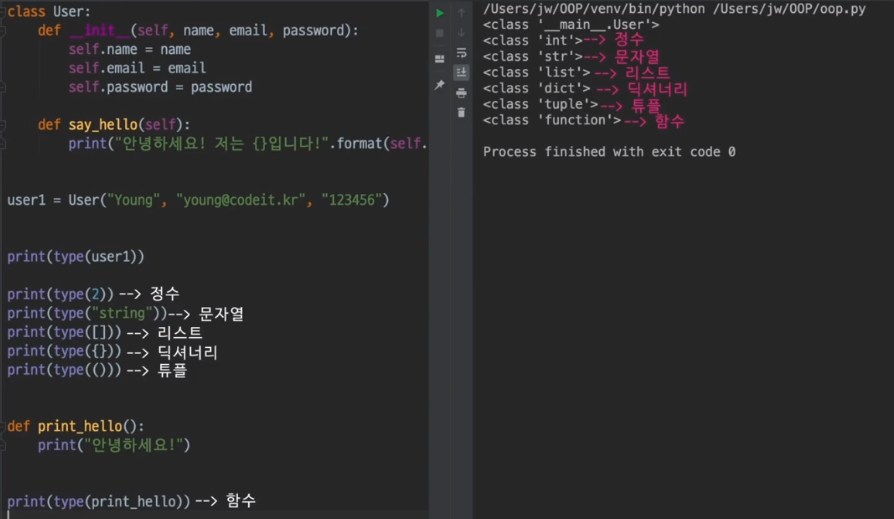 class User:
def __init__(self, name, email, password):
self.name = name
self.email = email
self.password = password
def say_hello(self):
print("안녕하세요! 저는 {}입니다!".format(self.
user1 = User("Young", "young@codeit.kr", "123456")
print(type(user1))
print(type(2)) --> 정수
print(type("string"))--> 문자열
print(type([])) --> 리스트
print(type({})) --> 딕셔너리
print(type(())) --> 튜플
def print_hello():
print("안녕하세요!")
print(type(print_hello)) --> 함수
/Users/jw/OOP/venv/bin/python /Users/jw/OOP/oop.py
<class '__main__.User'>
<class 'int'>--> 정수
<class 'str'>--> 문자열
<class 'list'>--> 리스트
<class 'dict'> --> 딕셔너리
<class 'tuple'>--> 튜플
<class 'function'>--> 함수
Process finished with exit code 0